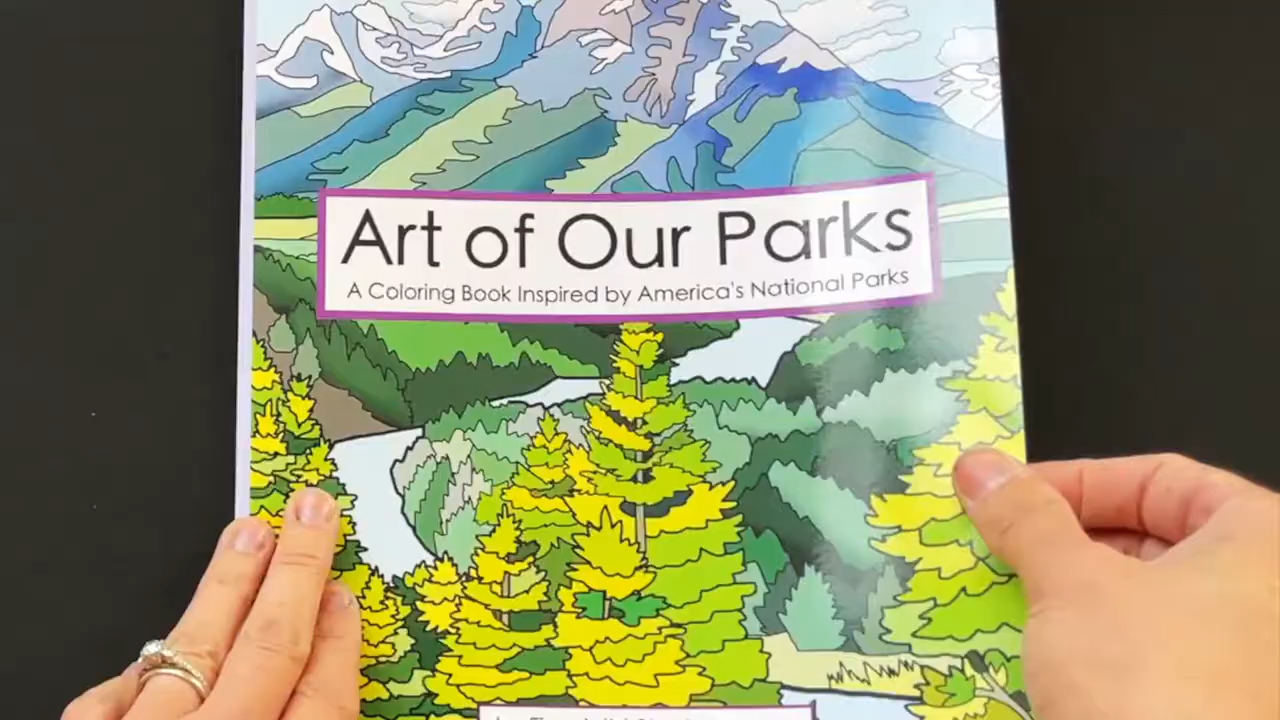 Art of Our Parks
A Coloring Book Inspired by America's National Parks